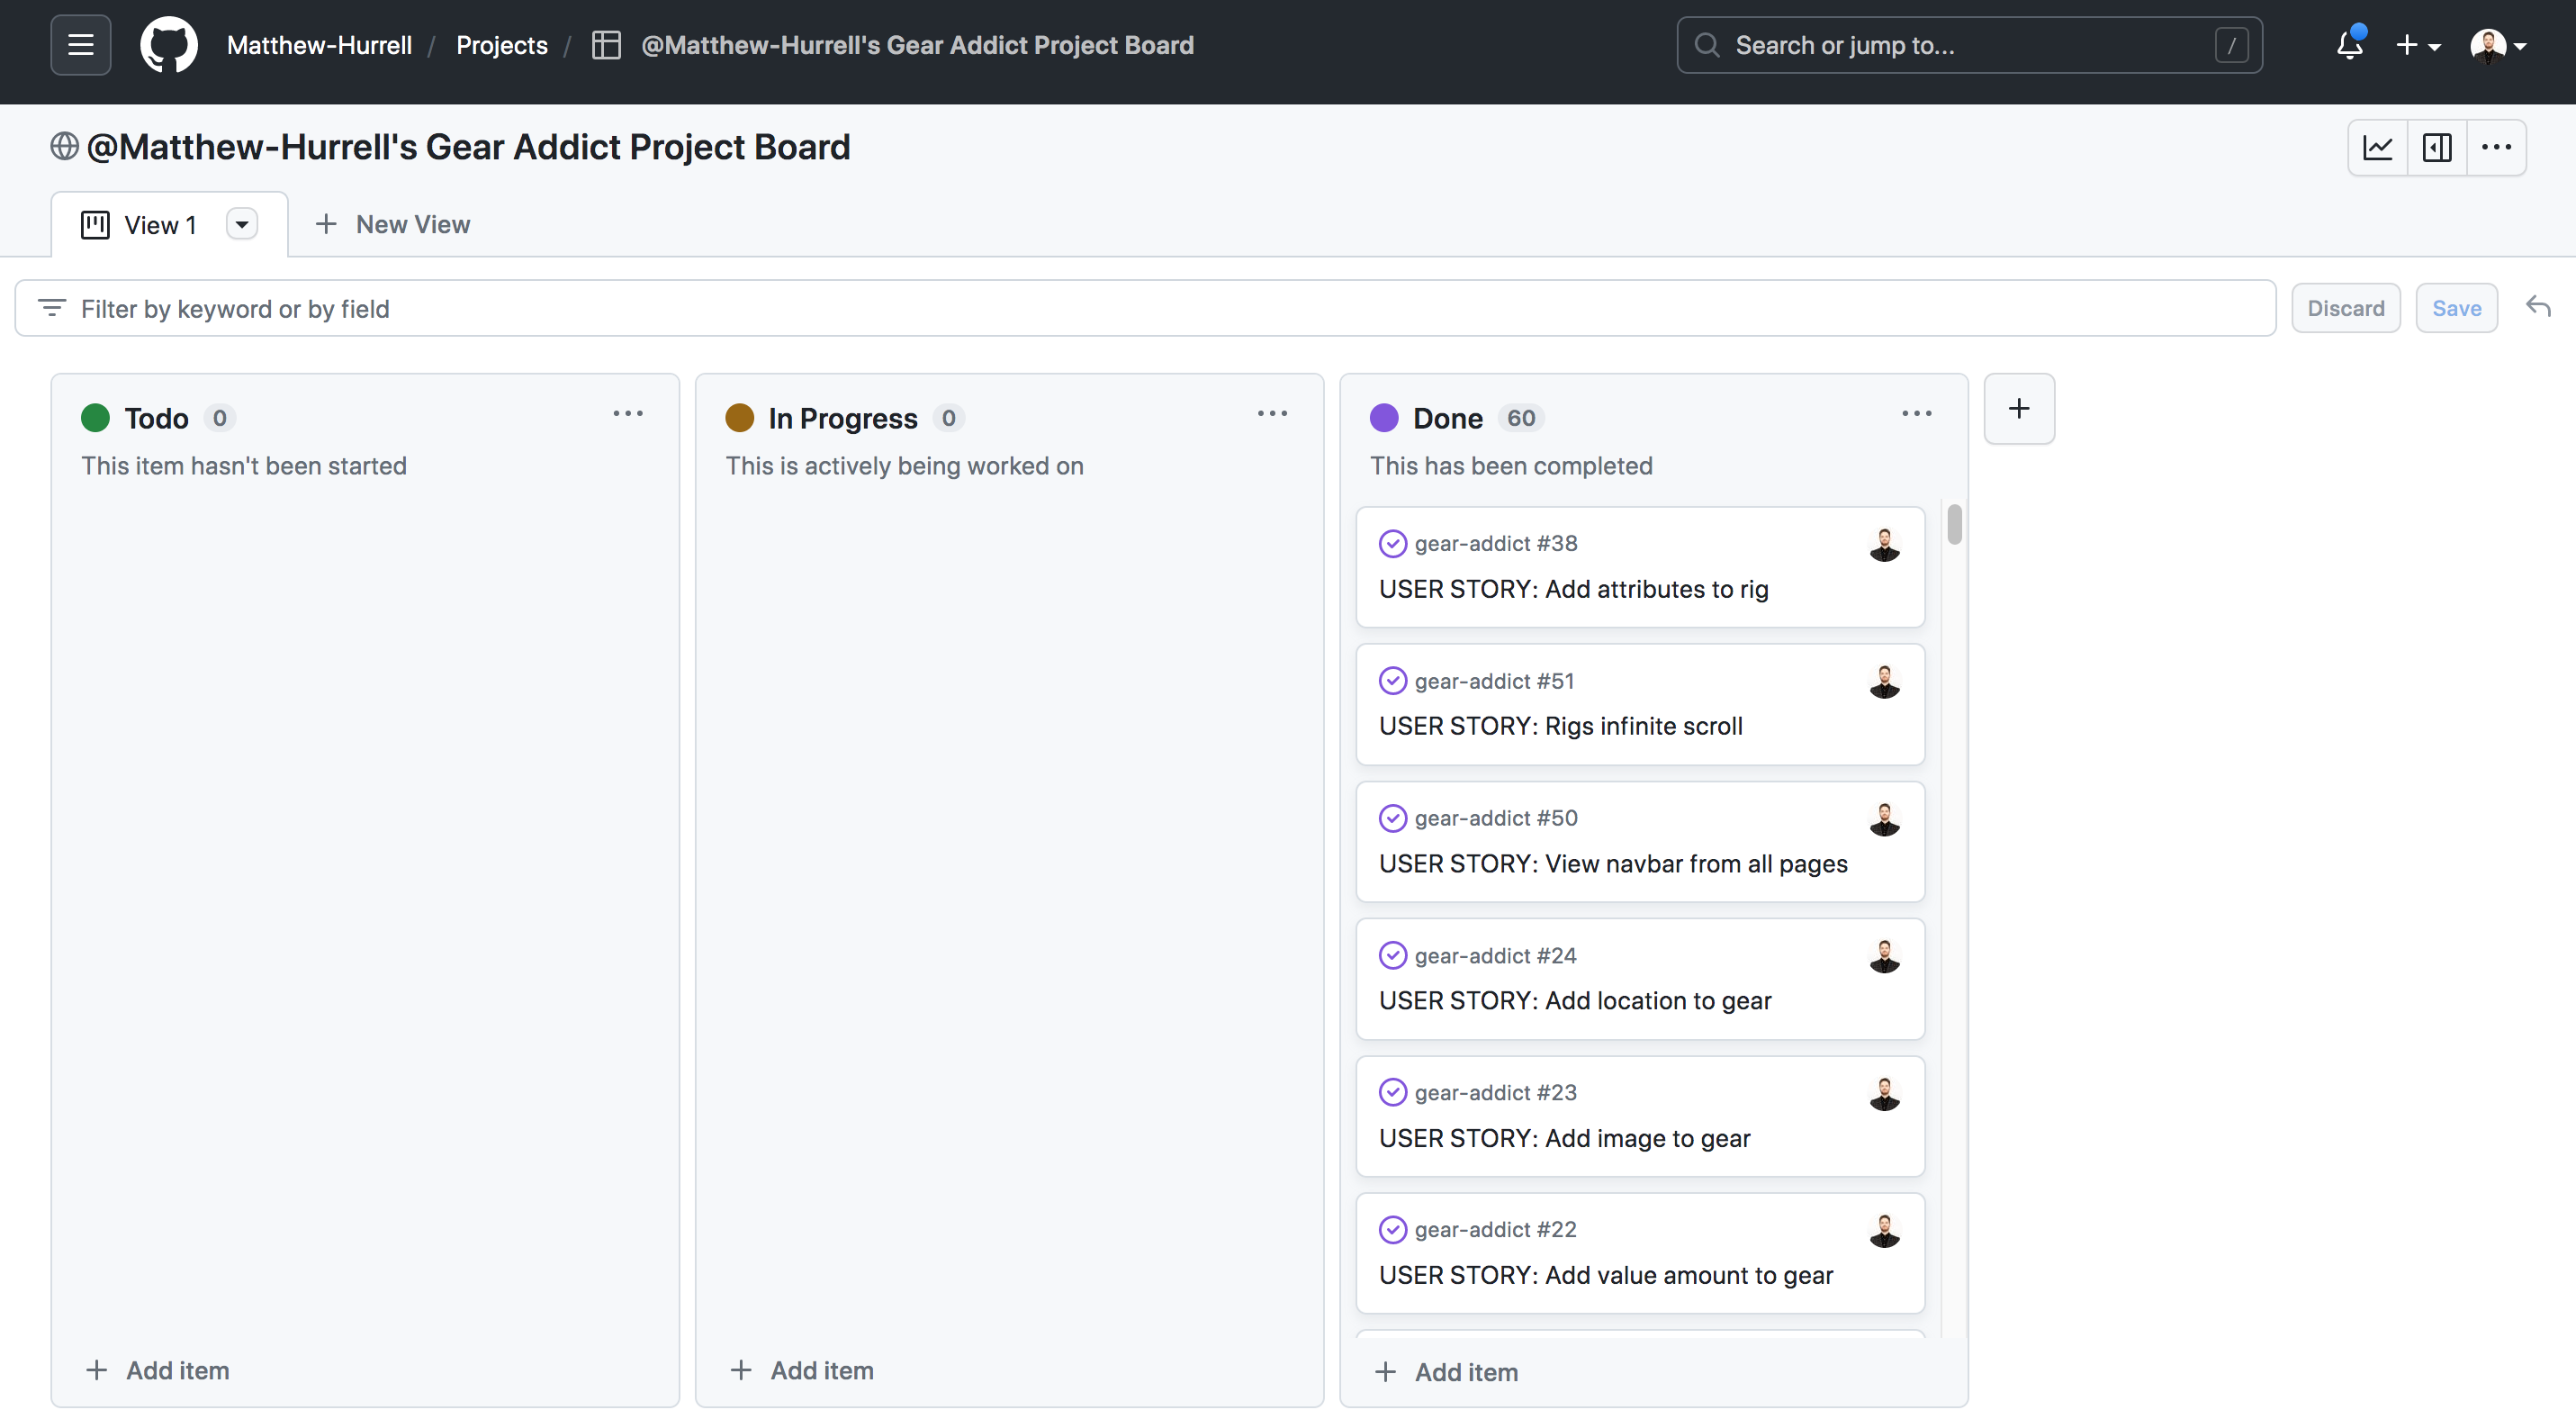 Matthew-Hurrell / Projects / @Matthew-Hurrell's Gear Addict Project Board
Search or jump to...
/
@Matthew-Hurrell's Gear Addict Project Board
View 1
New View
Filter by keyword or by field
Discard
Save
Todo 0
This item hasn't been started
Add item
In Progress 0
This is actively being worked on
Add item
Done 60
This has been completed
gear-addict #38
USER STORY: Add attributes to rig
gear-addict #51
USER STORY: Rigs infinite scroll
gear-addict #50
USER STORY: View navbar from all pages
gear-addict #24
USER STORY: Add location to gear
gear-addict #23
USER STORY: Add image to gear
gear-addict #22
USER STORY: Add value amount to gear
Add item